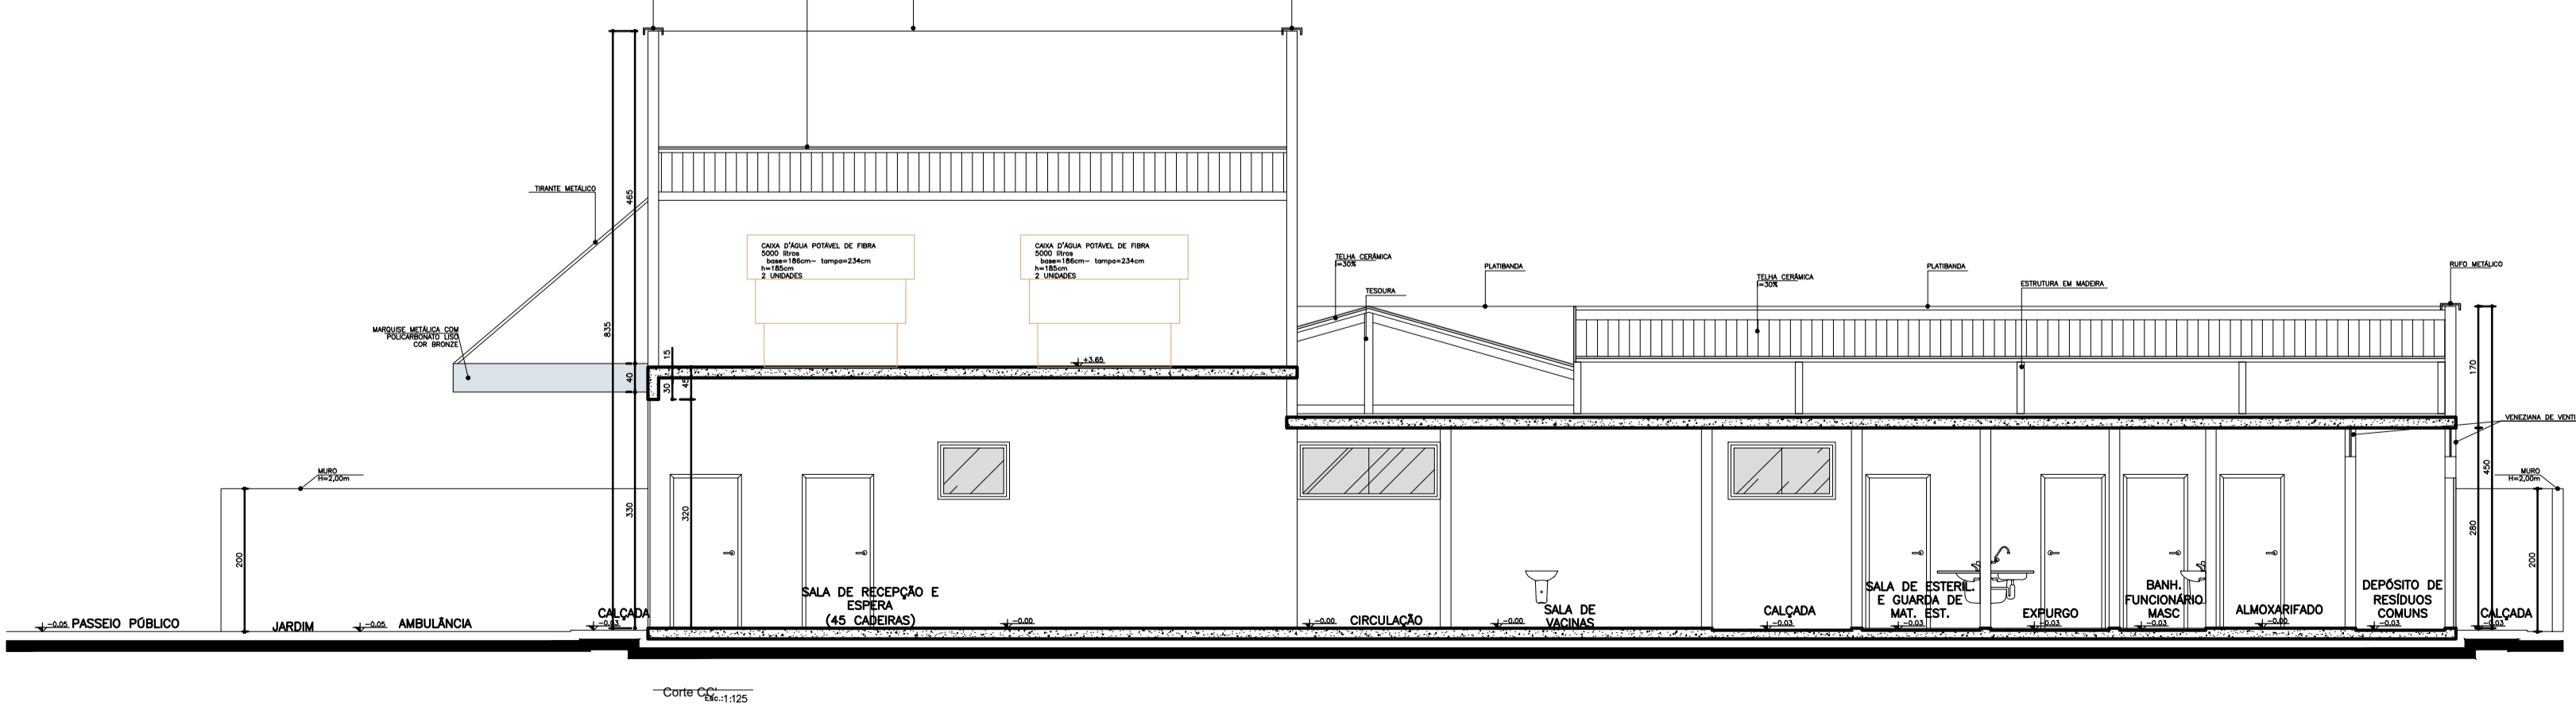 TIRANTE METÁLICO
MARQUISE METÁLICA COM
POLICARBONATO LISO
COR BRONZE
MURO
H=2,00m
200
465
835
40
330
15
30
45
320
CAIXA D'ÁGUA POTÁVEL DE FIBRA
5000 litros
base=186cm- tampa=234cm
h=185cm
2 UNIDADES
CAIXA D'ÁGUA POTÁVEL DE FIBRA
5000 litros
base=186cm- tampa=234cm
h=185cm
2 UNIDADES
+3.65
TELHA CERÂMICA
i=30%
TESOURA
PLATIBANDA
TELHA CERÂMICA
i=30%
PLATIBANDA
ESTRUTURA EM MADEIRA
RUFO METÁLICO
VENEZIANA DE VENTI
170
450
280
MURO
H=2,00m
200
-0.05 PASSEIO PÚBLICO
JARDIM
-0.05 AMBULÂNCIA
CALÇADA
-0.03
SALA DE RECEPÇÃO E
ESPERA
(45 CADEIRAS)
-0.00
-0.00
CIRCULAÇÃO
-0.00
SALA DE
VACINAS
CALÇADA
-0.03
SALA DE ESTERIL.
E GUARDA DE
MAT. EST.
-0.03
EXPURGO
-0.03
BANH.
FUNCIONÁRIO
MASC
-0.03
ALMOXARIFADO
-0.00
DEPÓSITO DE
RESÍDUOS
COMUNS
-0.03
CALÇADA
-0.03
Corte CC'
Esc.:1:125